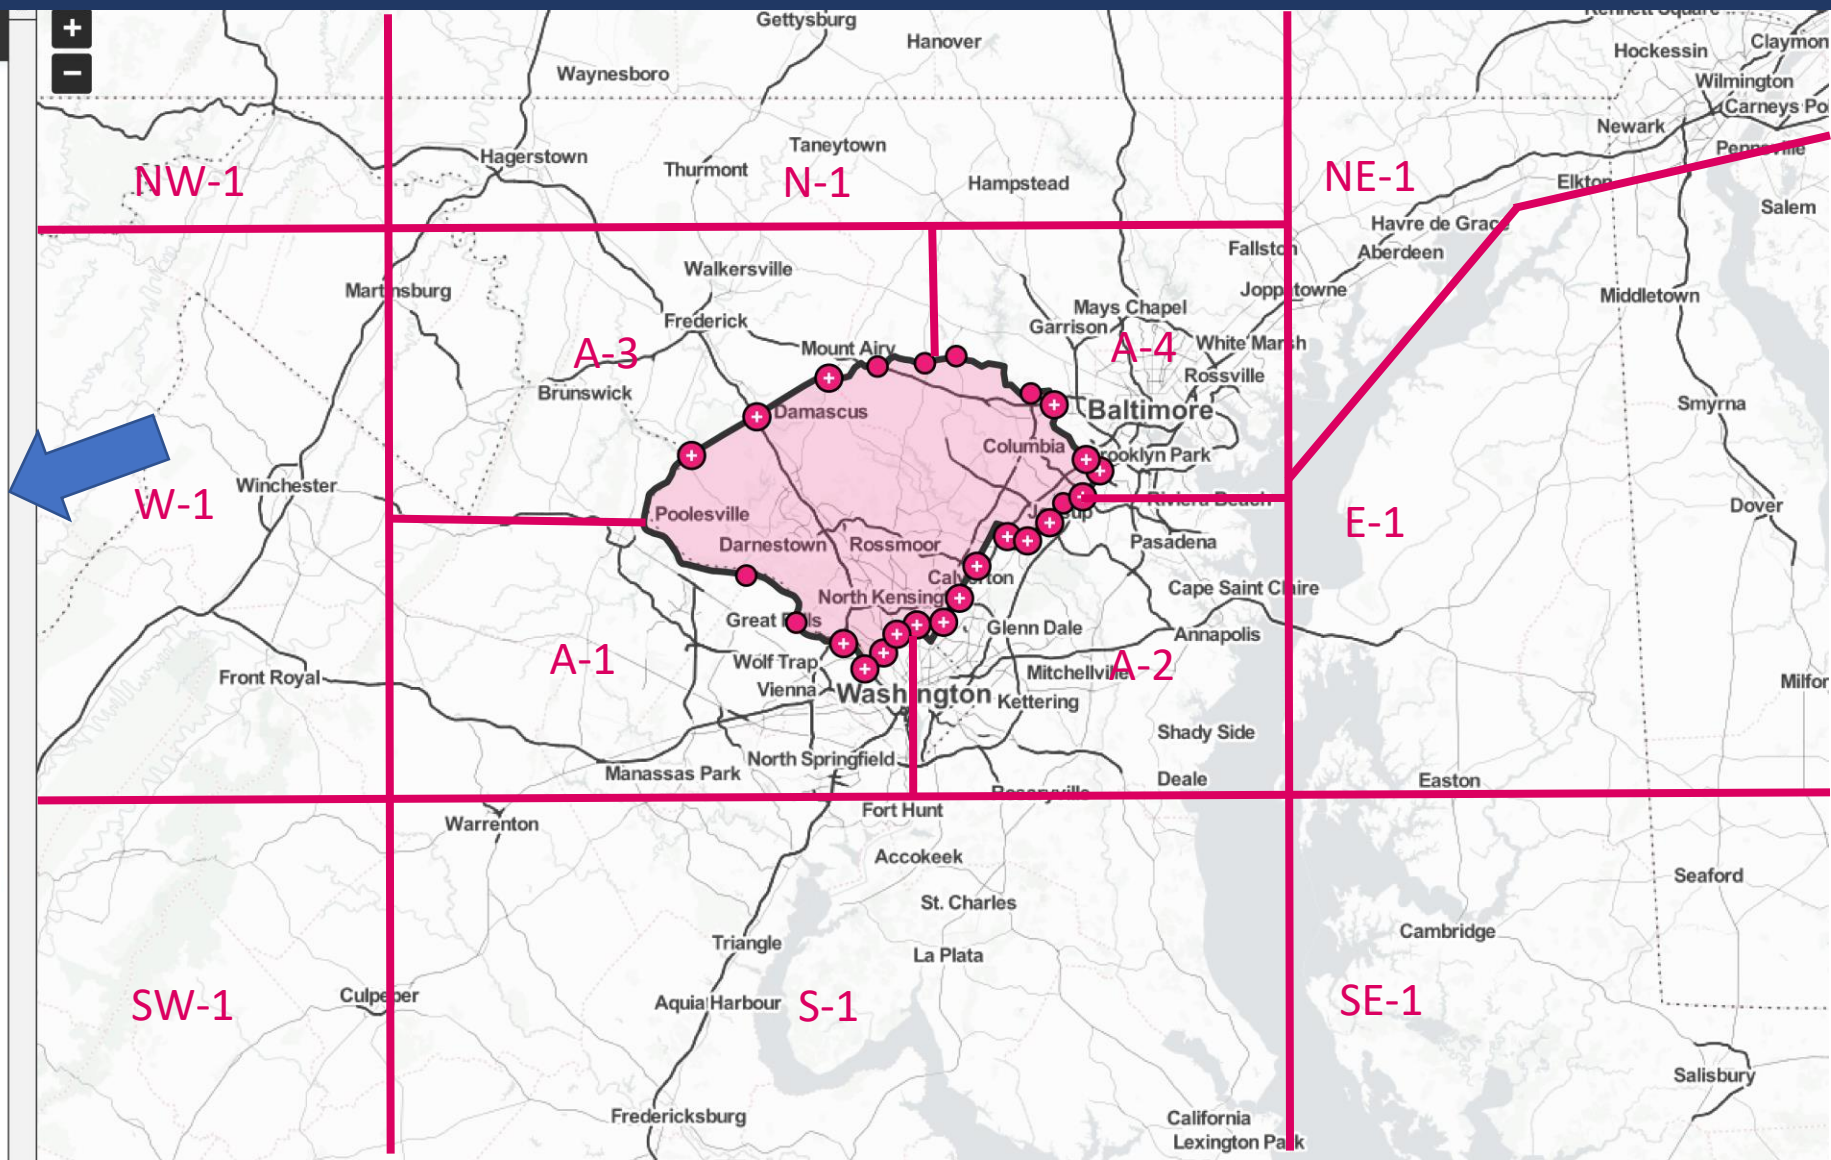 Gettysburg
Hanover
Hockessin
Waynesboro
Wilmington
Newark
Taneytown
Hagerstown
Thurmont
Hampstead
NW-1
N-1
NE-1
Elkton
Salem
Havre de Grace
Fallston
Aberdeen
Walkersville
Martinsburg
Joppatowne
Middletown
Mays Chapel
Frederick
Garrison
Mount Airy
White Marsh
A-3
A-4
Rossville
Brunswick
Smyrna
Damascus
Baltimore
Columbia
rooklyn Park
Winchester
W-1
Riviera Beach
Dover
Poolesville
E-1
Darnestown
Rossmoor
Pasadena
Calverton
Cape Saint Claire
North Kensing
Great Falls
Glenn Dale
Annapolis
A-1
Wolf Trap
A-2
Mitchellville
Front Royal
Vienna
Washington
Kettering
Shady Side
North Springfield
Manassas Park
Deale
Easton
Rosaryville
Fort Hunt
Warrenton
Accokeek
Seaford
St. Charles
Cambridge
Triangle
La Plata
Culpeper
SW-1
Aquia Harbour
S-1
SE-1
Salisbury
Fredericksburg
California
Lexington Park